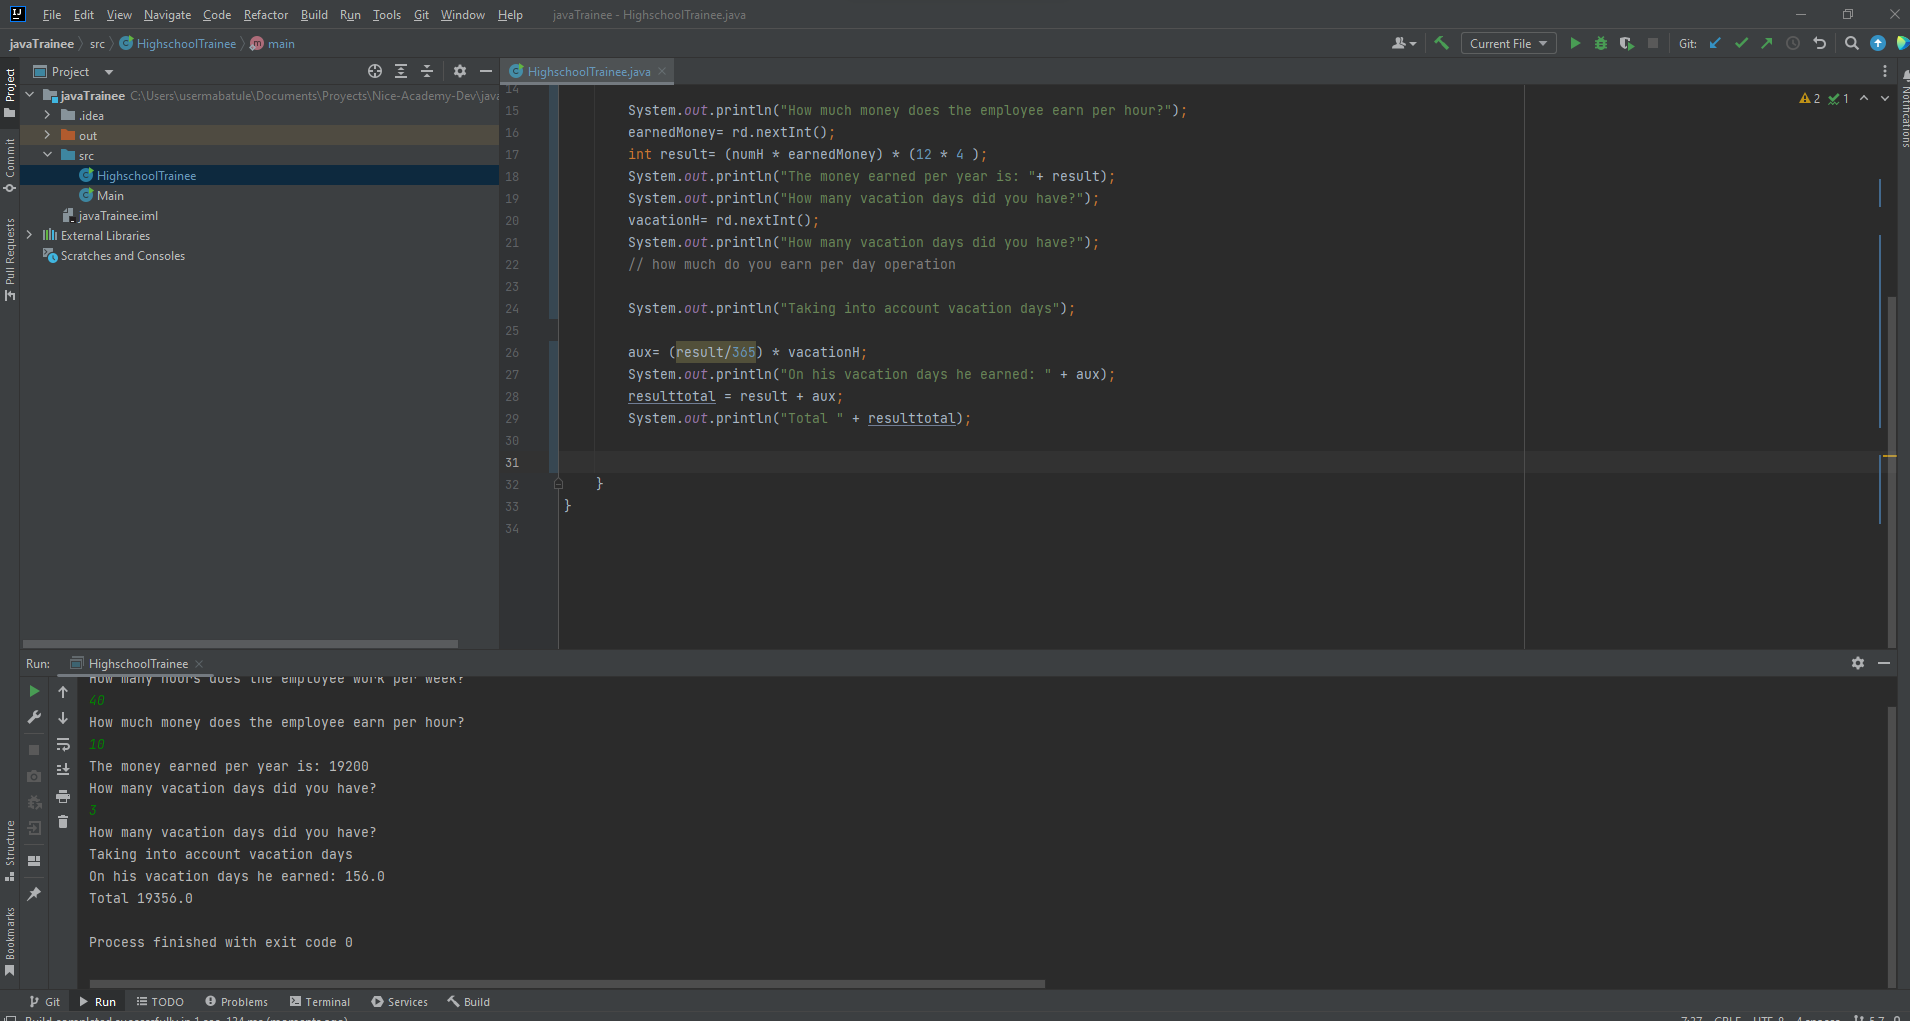 File Edit View Navigate Code Refactor Build Run Tools Git Window Help javaTrainee - HighschoolTrainee.java
javaTrainee src HighschoolTrainee main
Current File Git:
Project
HighschoolTrainee.java
Project
Commit
Pull Requests
Structure
Bookmarks
Notifications
javaTrainee C:\Users\usermabatule\Documents\Proyects\Nice-Academy-Dev\java
.idea
out
src
HighschoolTrainee
Main
javaTrainee.iml
External Libraries
Scratches and Consoles
2 1
14
15 System.out.println("How much money does the employee earn per hour?");
16 earnedMoney= rd.nextInt();
17 int result= (numH * earnedMoney) * (12 * 4 );
18 System.out.println("The money earned per year is: "+ result);
19 System.out.println("How many vacation days did you have?");
20 vacationH= rd.nextInt();
21 System.out.println("How many vacation days did you have?");
22 // how much do you earn per day operation
23
24 System.out.println("Taking into account vacation days");
25
26 aux= (result/365) * vacationH;
27 System.out.println("On his vacation days he earned: " + aux);
28 resulttotal = result + aux;
29 System.out.println("Total " + resulttotal);
30
31
32 }
33 }
34
Run: HighschoolTrainee
How many hours does the employee work per week?
40
How much money does the employee earn per hour?
10
The money earned per year is: 19200
How many vacation days did you have?
3
How many vacation days did you have?
Taking into account vacation days
On his vacation days he earned: 156.0
Total 19356.0
Process finished with exit code 0
Git Run TODO Problems Terminal Services Build
Build completed successfully in 1 sec, 134 ms (moments ago)
7:27 CRLF UTF-8 4 spaces